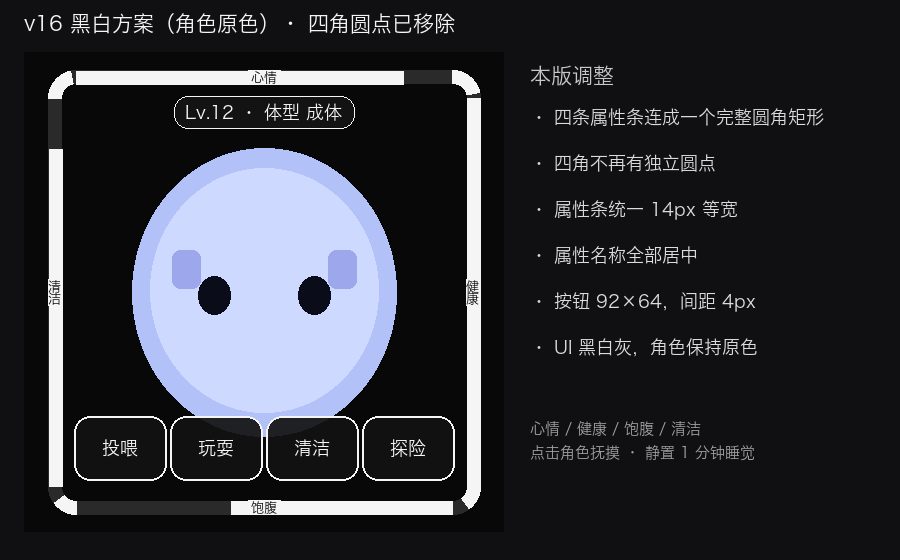 v16 黑白方案（角色原色）· 四角圆点已移除
心情
Lv.12 · 体型 成体
清洁
健康
投喂
玩耍
清洁
探险
饱腹
本版调整
· 四条属性条连成一个完整圆角矩形
· 四角不再有独立圆点
· 属性条统一 14px 等宽
· 属性名称全部居中
· 按钮 92×64，间距 4px
· UI 黑白灰，角色保持原色
心情 / 健康 / 饱腹 / 清洁
点击角色抚摸 · 静置 1 分钟睡觉